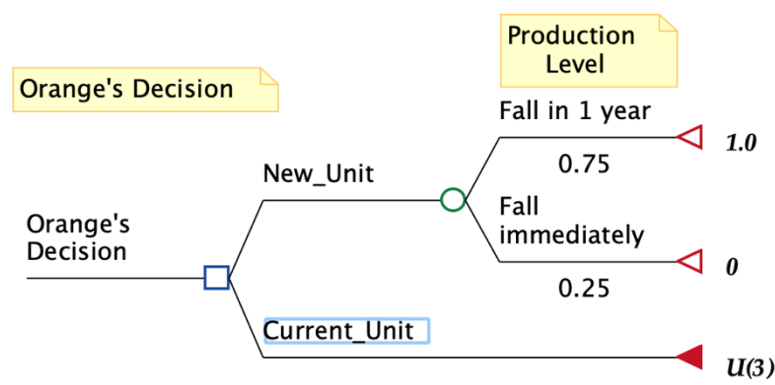 Production
Level
Orange's Decision
Fall in 1 year
1.0
0.75
New_Unit
Fall
immediately
Orange's
Decision
0
0.25
Current_Unit
U(3)